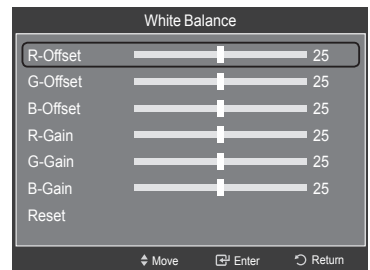 White Balance
R-Offset 25
G-Offset 25
B-Offset 25
R-Gain 25
G-Gain 25
B-Gain 25
Reset
Move Enter Return